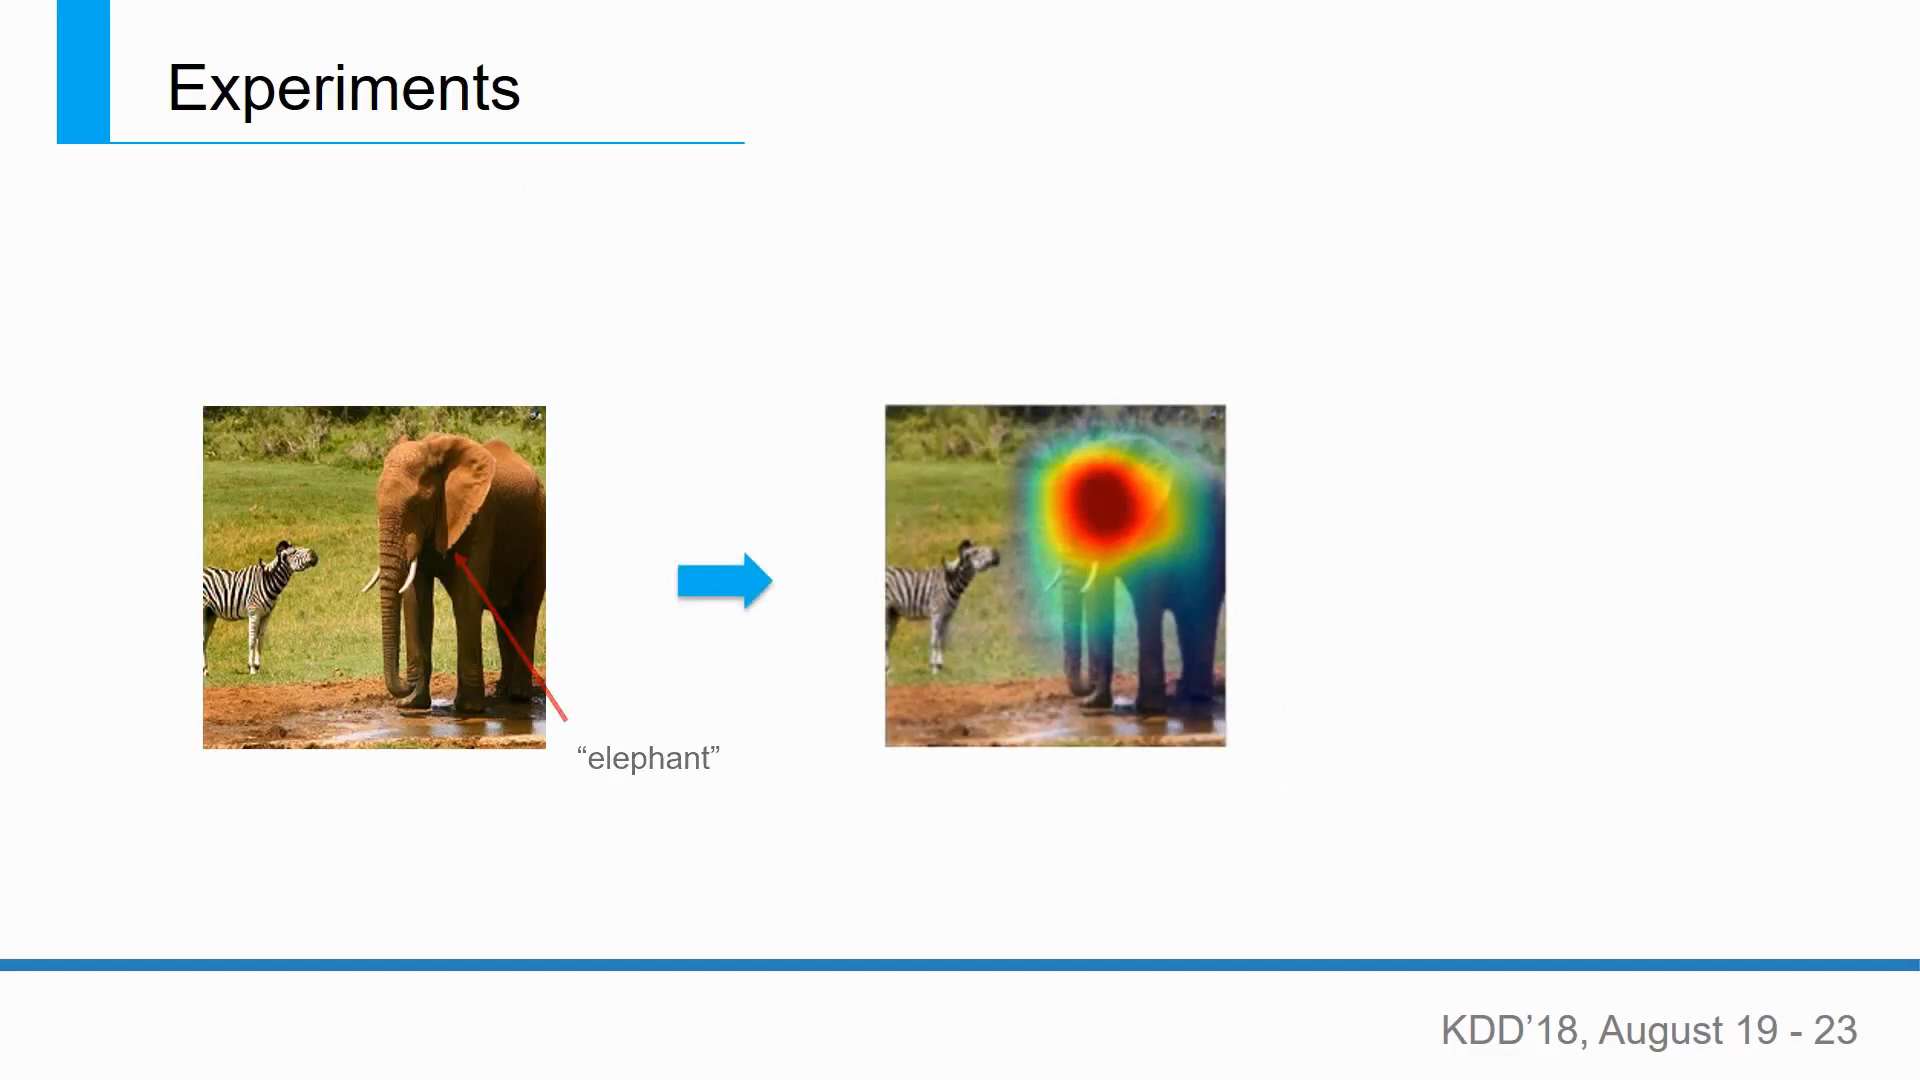 Experiments
“elephant”
KDD’18, August 19 - 23